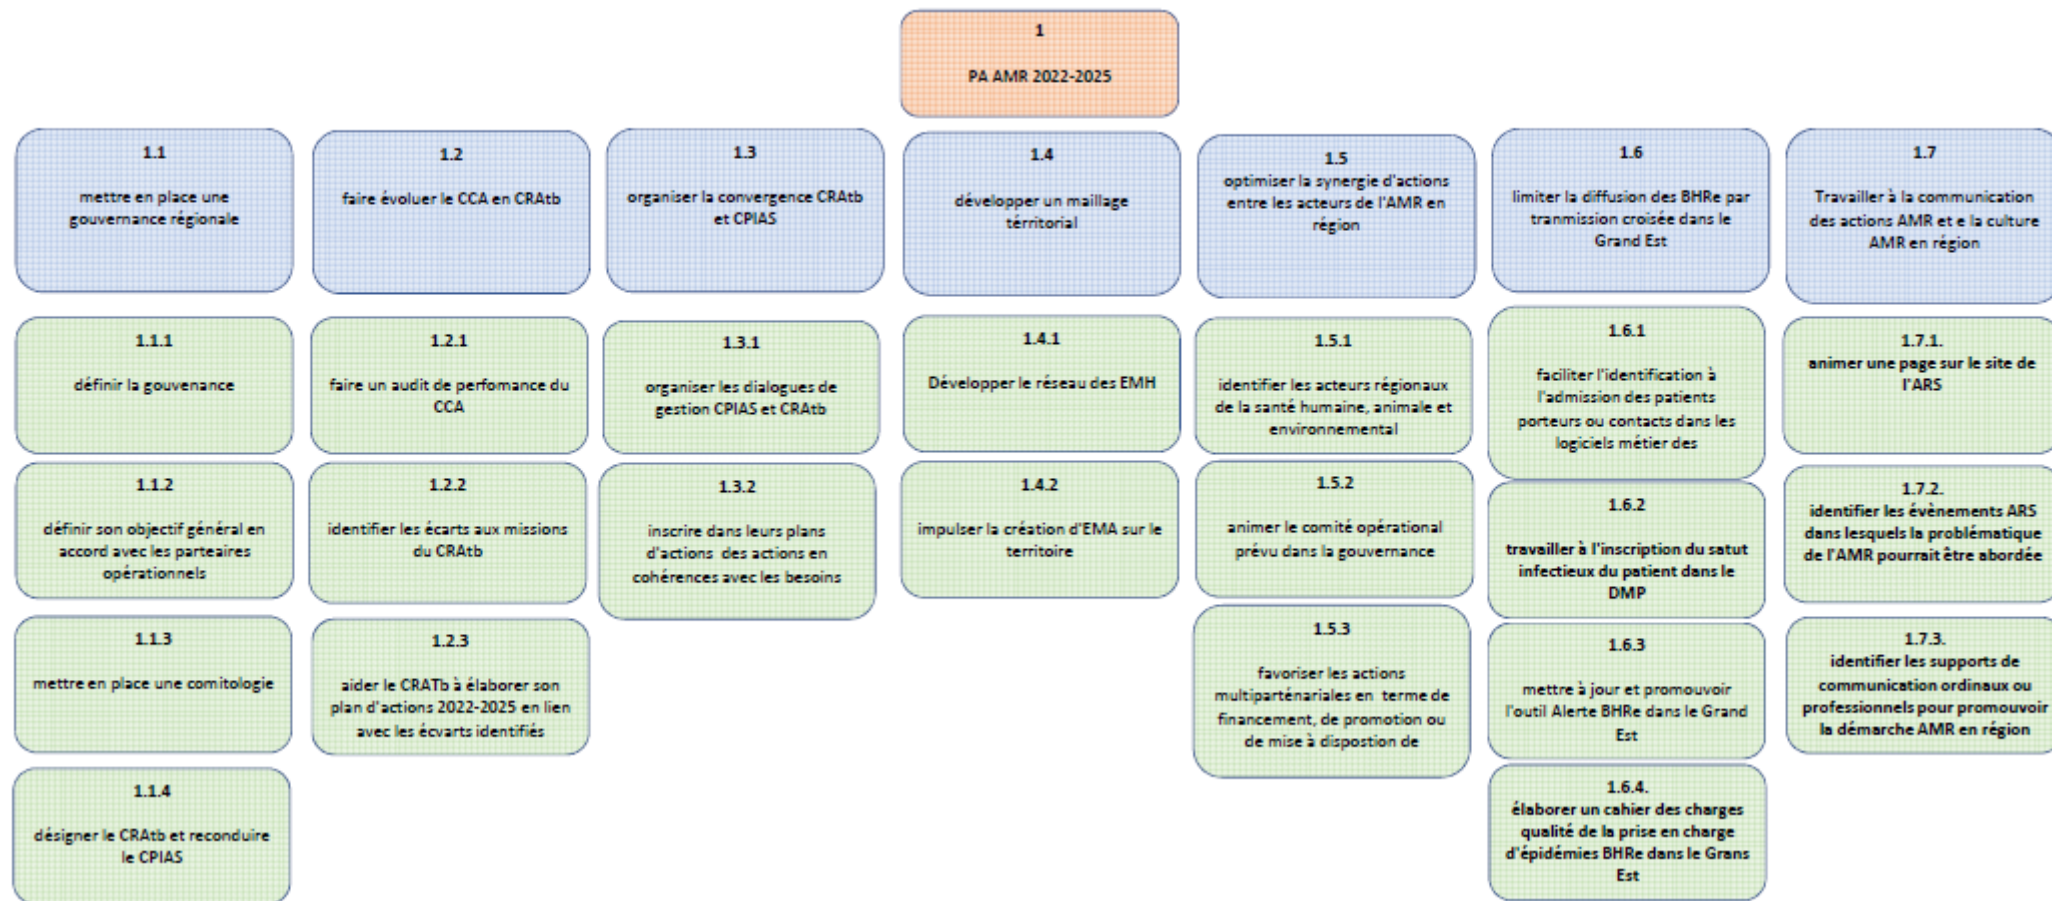 1
PA AMR 2022-2025
1.1
mettre en place une
gouvernance régionale
1.2
faire évoluer le CCA en CRAtb
1.3
organiser la convergence CRAtb
et CPIAS
1.4
développer un maillage
térritorial
1.5
optimiser la synergie d'actions
entre les acteurs de l'AMR en
région
1.6
limiter la diffusion des BHRe par
tranmission croisée dans le
Grand Est
1.7
Travailler à la communication
des actions AMR et e la culture
AMR en région
1.1.1
définir la gouvenance
1.1.2
définir son objectif général en
accord avec les parteaires
opérationnels
1.1.3
mettre en place une comitologie
1.1.4
désigner le CRAtb et reconduire
le CPIAS
1.2.1
faire un audit de perfomance du
CCA
1.2.2
identifier les écarts aux missions
du CRAtb
1.2.3
aider le CRATb à élaborer son
plan d'actions 2022-2025 en lien
avec les écvarts identifiés
1.3.1
organiser les dialogues de
gestion CPIAS et CRAtb
1.3.2
inscrire dans leurs plans
d'actions des actions en
cohérences avec les besoins
1.4.1
Développer le réseau des EMH
1.4.2
impulser la création d'EMA sur le
territoire
1.5.1
identifier les acteurs régionaux
de la santé humaine, animale et
environnemental
1.5.2
animer le comité opérational
prévu dans la gouvernance
1.5.3
favoriser les actions
multiparténariales en terme de
financement, de promotion ou
de mise à dispostion de
1.6.1
faciliter l'identification à
l'admission des patients
porteurs ou contacts dans les
logiciels métier des
1.6.2
travailler à l'inscription du satut
infectieux du patient dans le
DMP
1.6.3
mettre à jour et promouvoir
l'outil Alerte BHRe dans le Grand
Est
1.6.4.
élaborer un cahier des charges
qualité de la prise en charge
d'épidémies BHRe dans le Grans
Est
1.7.1.
animer une page sur le site de
l'ARS
1.7.2.
identifier les évènements ARS
dans lesquels la problématique
de l'AMR pourrait être abordée
1.7.3.
identifier les supports de
communication ordinaux ou
professionnels pour promouvoir
la démarche AMR en région